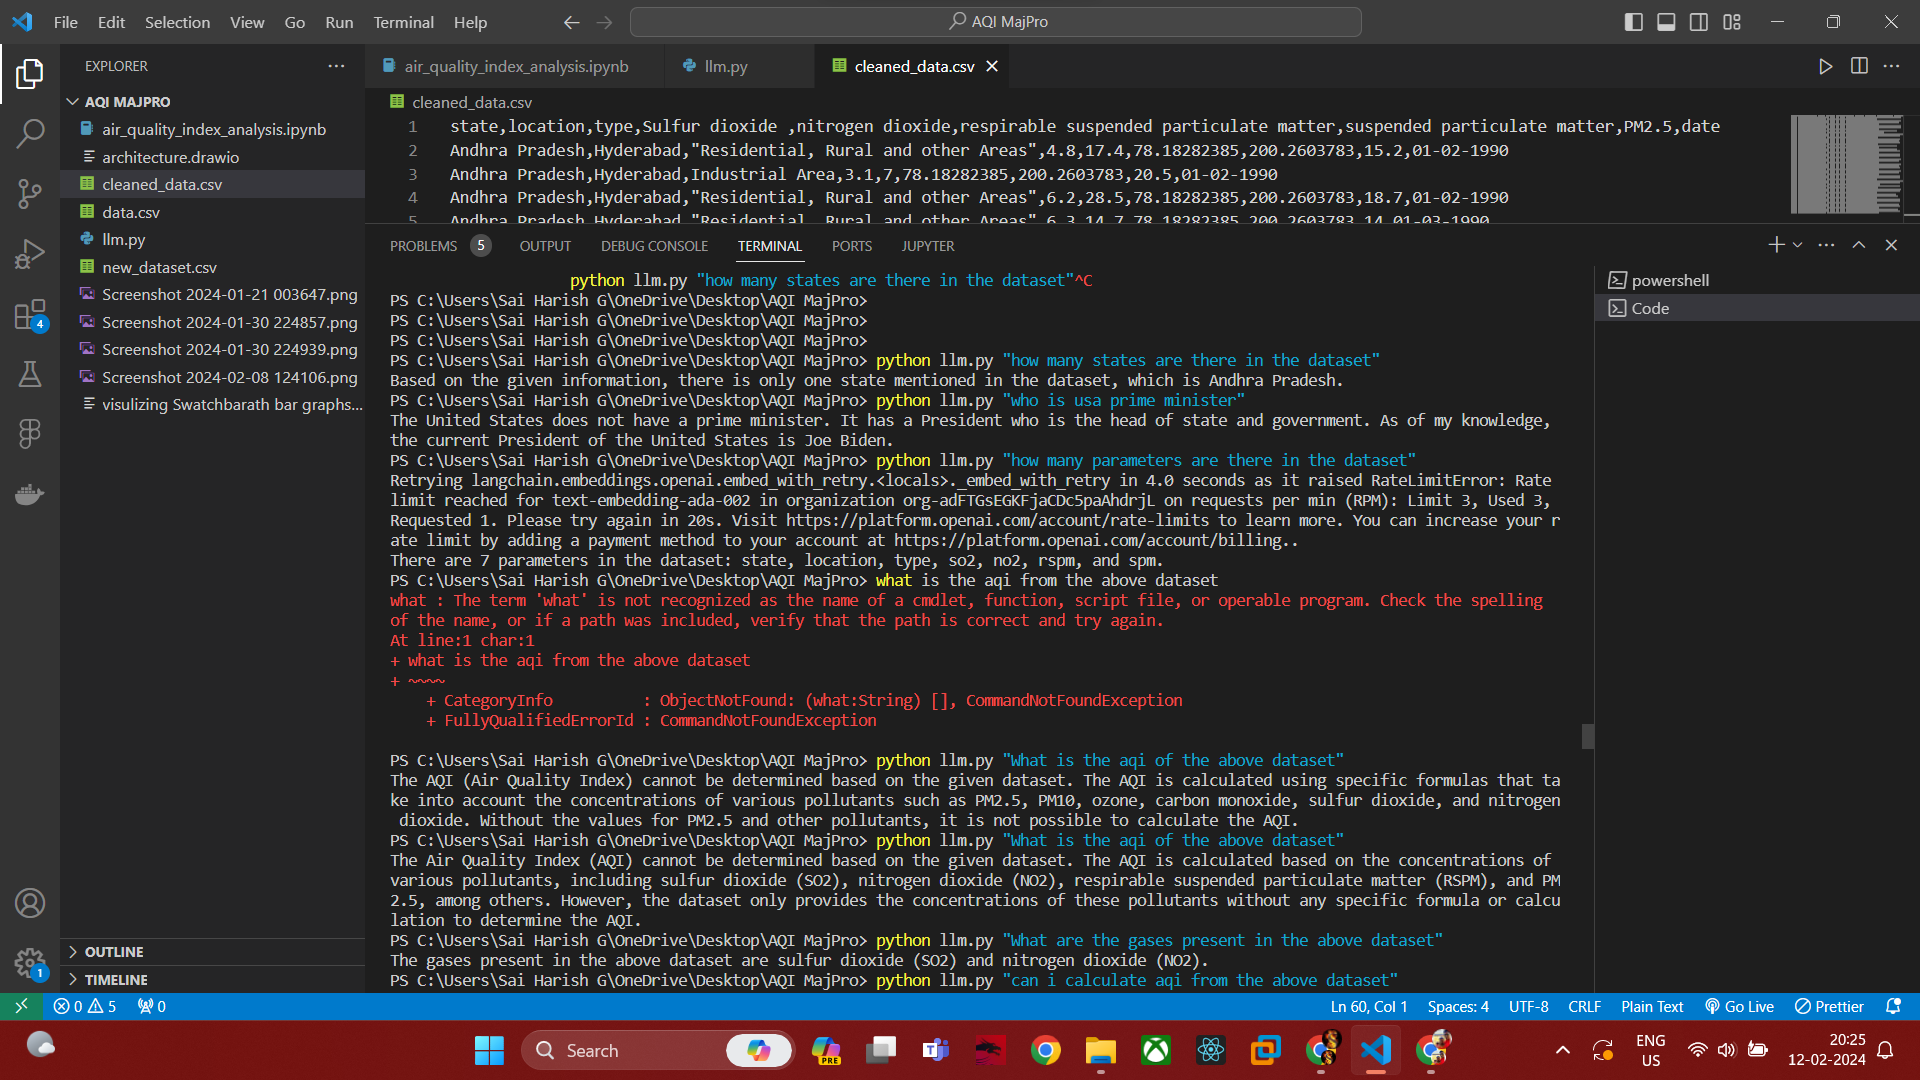 File Edit Selection View Go Run Terminal Help
AQI MajPro
EXPLORER
AQI MAJPRO
air_quality_index_analysis.ipynb
architecture.drawio
cleaned_data.csv
data.csv
llm.py
new_dataset.csv
Screenshot 2024-01-21 003647.png
Screenshot 2024-01-30 224857.png
Screenshot 2024-01-30 224939.png
Screenshot 2024-02-08 124106.png
visulizing Swatchbarath bar graphs...
OUTLINE
TIMELINE
4
1
air_quality_index_analysis.ipynb llm.py cleaned_data.csv
cleaned_data.csv
1 state,location,type,Sulfur dioxide ,nitrogen dioxide,respirable suspended particulate matter,suspended particulate matter,PM2.5,date
2 Andhra Pradesh,Hyderabad,"Residential, Rural and other Areas",4.8,17.4,78.18282385,200.2603783,15.2,01-02-1990
3 Andhra Pradesh,Hyderabad,Industrial Area,3.1,7,78.18282385,200.2603783,20.5,01-02-1990
4 Andhra Pradesh,Hyderabad,"Residential, Rural and other Areas",6.2,28.5,78.18282385,200.2603783,18.7,01-02-1990
5 Andhra Pradesh,Hyderabad,"Residential, Rural and other Areas",6.3,14.7,78.18282385,200.2603783,14,01-03-1990
PROBLEMS 5 OUTPUT DEBUG CONSOLE TERMINAL PORTS JUPYTER
powershell
Code
python llm.py "how many states are there in the dataset"^C
PS C:\Users\Sai Harish G\OneDrive\Desktop\AQI MajPro>
PS C:\Users\Sai Harish G\OneDrive\Desktop\AQI MajPro>
PS C:\Users\Sai Harish G\OneDrive\Desktop\AQI MajPro>
PS C:\Users\Sai Harish G\OneDrive\Desktop\AQI MajPro> python llm.py "how many states are there in the dataset"
Based on the given information, there is only one state mentioned in the dataset, which is Andhra Pradesh.
PS C:\Users\Sai Harish G\OneDrive\Desktop\AQI MajPro> python llm.py "who is usa prime minister"
The United States does not have a prime minister. It has a President who is the head of state and government. As of my knowledge,
the current President of the United States is Joe Biden.
PS C:\Users\Sai Harish G\OneDrive\Desktop\AQI MajPro> python llm.py "how many parameters are there in the dataset"
Retrying langchain.embeddings.openai.embed_with_retry.<locals>._embed_with_retry in 4.0 seconds as it raised RateLimitError: Rate
limit reached for text-embedding-ada-002 in organization org-adFTGsEGKFjaCDc5paAhdrjL on requests per min (RPM): Limit 3, Used 3,
Requested 1. Please try again in 20s. Visit https://platform.openai.com/account/rate-limits to learn more. You can increase your r
ate limit by adding a payment method to your account at https://platform.openai.com/account/billing..
There are 7 parameters in the dataset: state, location, type, so2, no2, rspm, and spm.
PS C:\Users\Sai Harish G\OneDrive\Desktop\AQI MajPro> what is the aqi from the above dataset
what : The term 'what' is not recognized as the name of a cmdlet, function, script file, or operable program. Check the spelling
of the name, or if a path was included, verify that the path is correct and try again.
At line:1 char:1
+ what is the aqi from the above dataset
+ ~~~~
+ CategoryInfo : ObjectNotFound: (what:String) [], CommandNotFoundException
+ FullyQualifiedErrorId : CommandNotFoundException
PS C:\Users\Sai Harish G\OneDrive\Desktop\AQI MajPro> python llm.py "What is the aqi of the above dataset"
The AQI (Air Quality Index) cannot be determined based on the given dataset. The AQI is calculated using specific formulas that ta
ke into account the concentrations of various pollutants such as PM2.5, PM10, ozone, carbon monoxide, sulfur dioxide, and nitrogen
dioxide. Without the values for PM2.5 and other pollutants, it is not possible to calculate the AQI.
PS C:\Users\Sai Harish G\OneDrive\Desktop\AQI MajPro> python llm.py "What is the aqi of the above dataset"
The Air Quality Index (AQI) cannot be determined based on the given dataset. The AQI is calculated based on the concentrations of
various pollutants, including sulfur dioxide (SO2), nitrogen dioxide (NO2), respirable suspended particulate matter (RSPM), and PM
2.5, among others. However, the dataset only provides the concentrations of these pollutants without any specific formula or calcu
lation to determine the AQI.
PS C:\Users\Sai Harish G\OneDrive\Desktop\AQI MajPro> python llm.py "What are the gases present in the above dataset"
The gases present in the above dataset are sulfur dioxide (SO2) and nitrogen dioxide (NO2).
PS C:\Users\Sai Harish G\OneDrive\Desktop\AQI MajPro> python llm.py "can i calculate aqi from the above dataset"
0 5 0 Ln 60, Col 1 Spaces: 4 UTF-8 CRLF Plain Text Go Live Prettier
Search PRE ENG US 20:25
12-02-2024